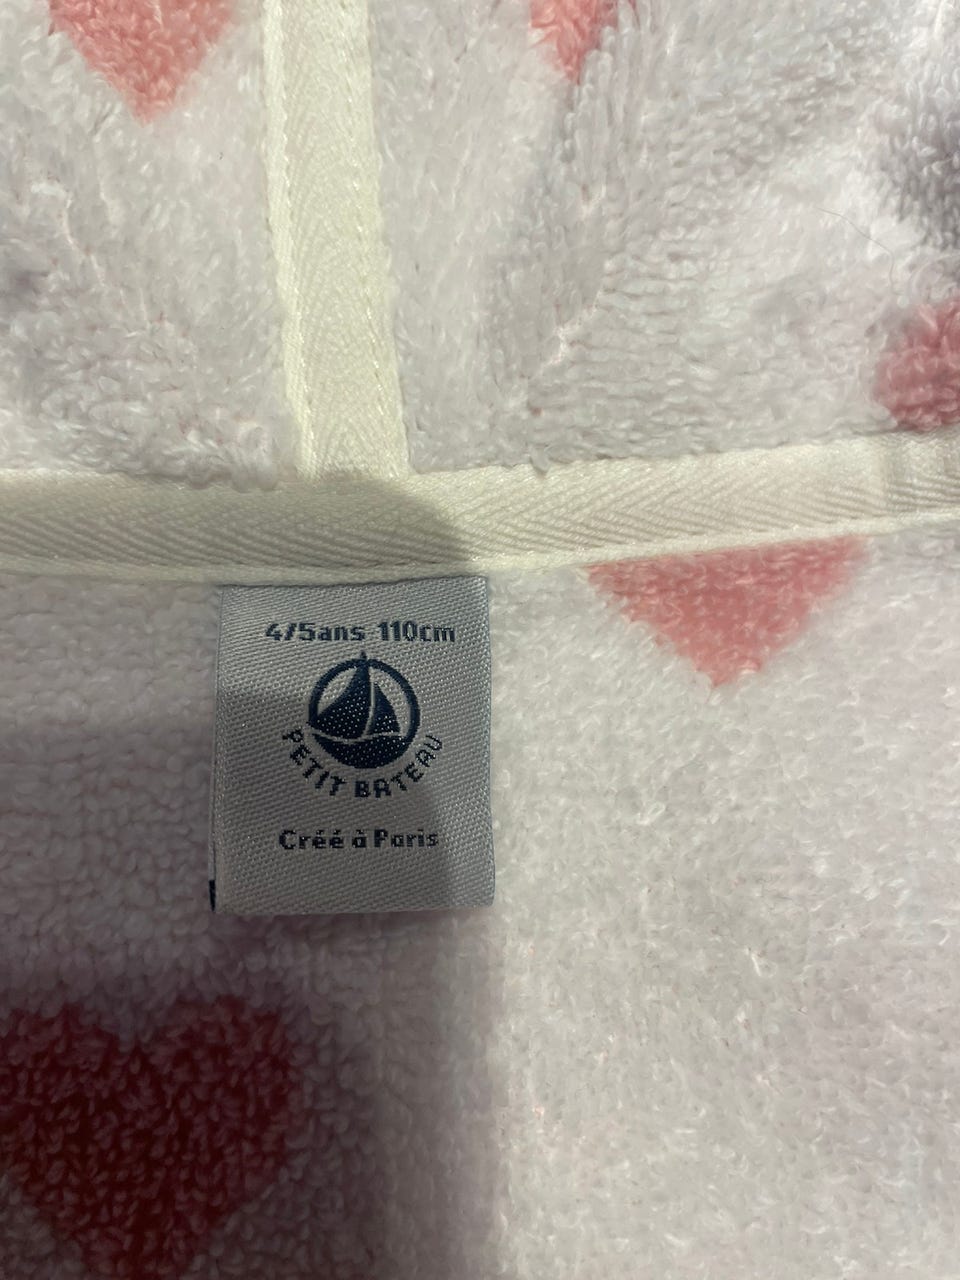 4/5ans 110cm
PETIT BATEAU
Créé à Paris